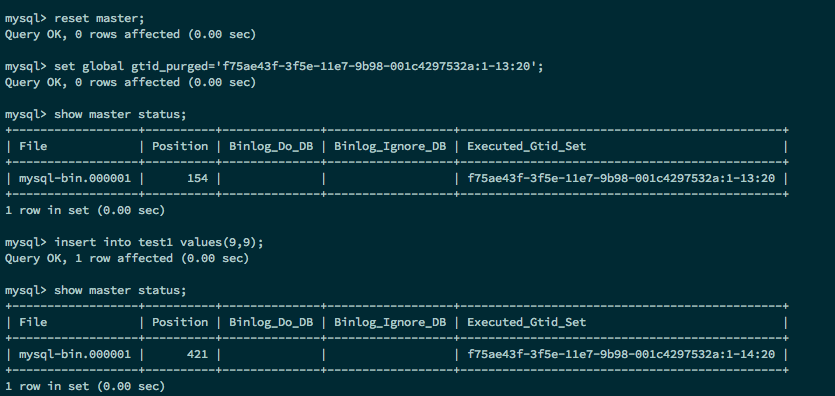 mysql> reset master;
Query OK, 0 rows affected (0.00 sec)

mysql> set global gtid_purged='f75ae43f-3f5e-11e7-9b98-001c4297532a:1-13:20';
Query OK, 0 rows affected (0.00 sec)

mysql> show master status;
+------------------+----------+--------------+------------------+----------------------------------------------+
| File             | Position | Binlog_Do_DB | Binlog_Ignore_DB | Executed_Gtid_Set                            |
+------------------+----------+--------------+------------------+----------------------------------------------+
| mysql-bin.000001 |      154 |              |                  | f75ae43f-3f5e-11e7-9b98-001c4297532a:1-13:20 |
+------------------+----------+--------------+------------------+----------------------------------------------+
1 row in set (0.00 sec)

mysql> insert into test1 values(9,9);
Query OK, 1 row affected (0.00 sec)

mysql> show master status;
+------------------+----------+--------------+------------------+----------------------------------------------+
| File             | Position | Binlog_Do_DB | Binlog_Ignore_DB | Executed_Gtid_Set                            |
+------------------+----------+--------------+------------------+----------------------------------------------+
| mysql-bin.000001 |      421 |              |                  | f75ae43f-3f5e-11e7-9b98-001c4297532a:1-14:20 |
+------------------+----------+--------------+------------------+----------------------------------------------+
1 row in set (0.00 sec)